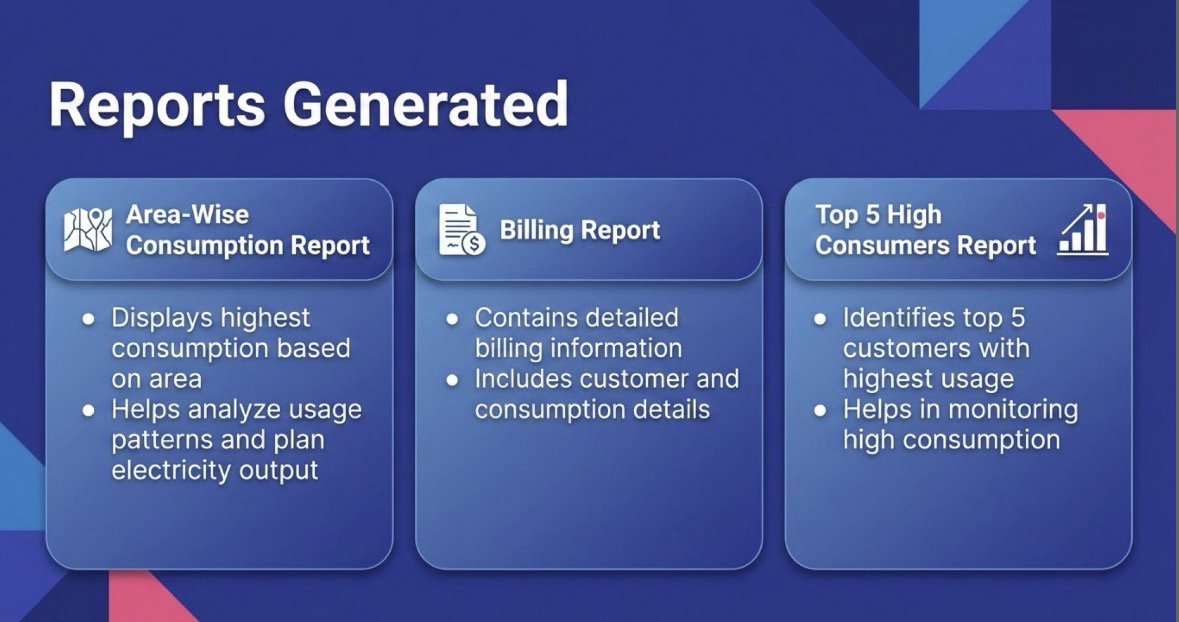 Reports Generated
Area-Wise
Consumption Report
• Displays highest
consumption based
on area
• Helps analyze usage
patterns and plan
electricity output
$
Billing Report
• Contains detailed
billing information
• Includes customer and
consumption details
Top 5 High
Consumers Report
• Identifies top 5
customers with
highest usage
• Helps in monitoring
high consumption